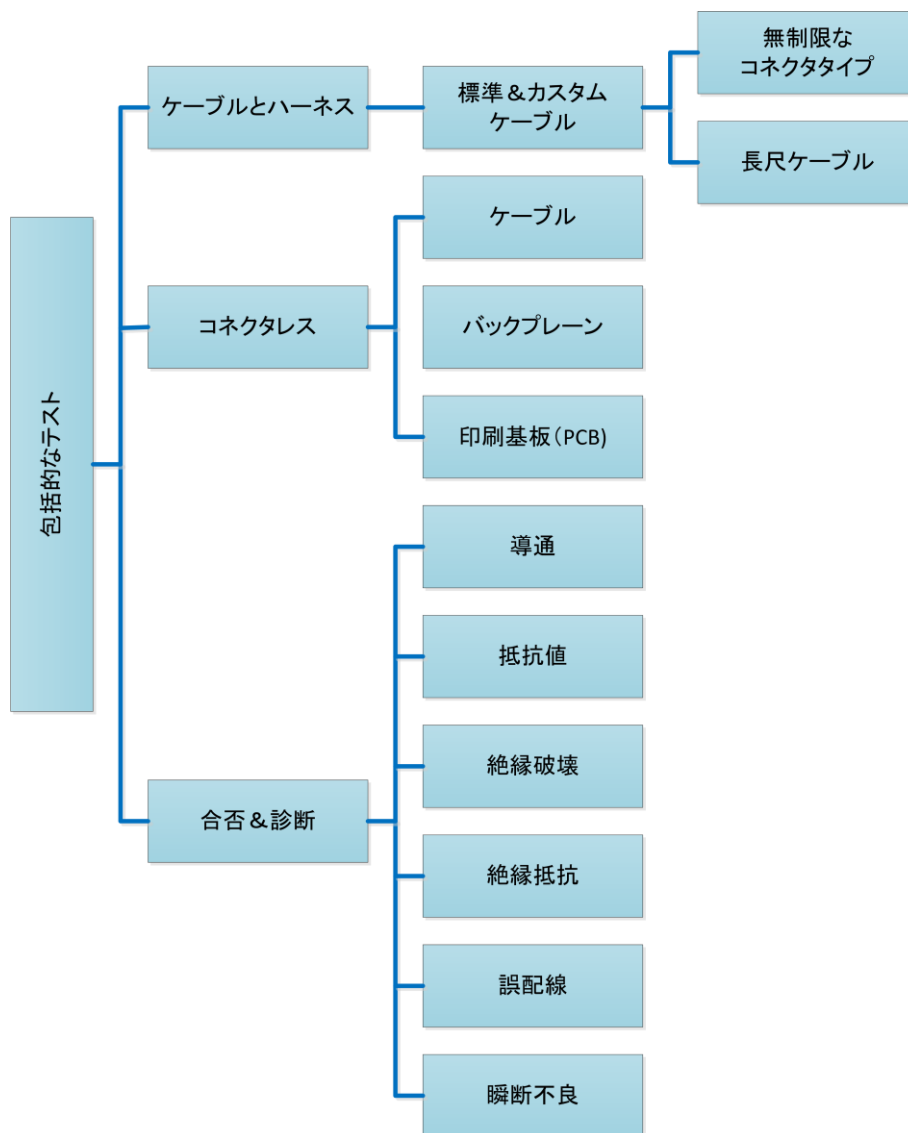 包括的なテスト
ケーブルとハーネス
標準＆カスタム
ケーブル
無制限な
コネクタタイプ
長尺ケーブル
コネクタレス
ケーブル
バックプレーン
印刷基板（PCB)
合否＆診断
導通
抵抗値
絶縁破壊
絶縁抵抗
誤配線
瞬断不良